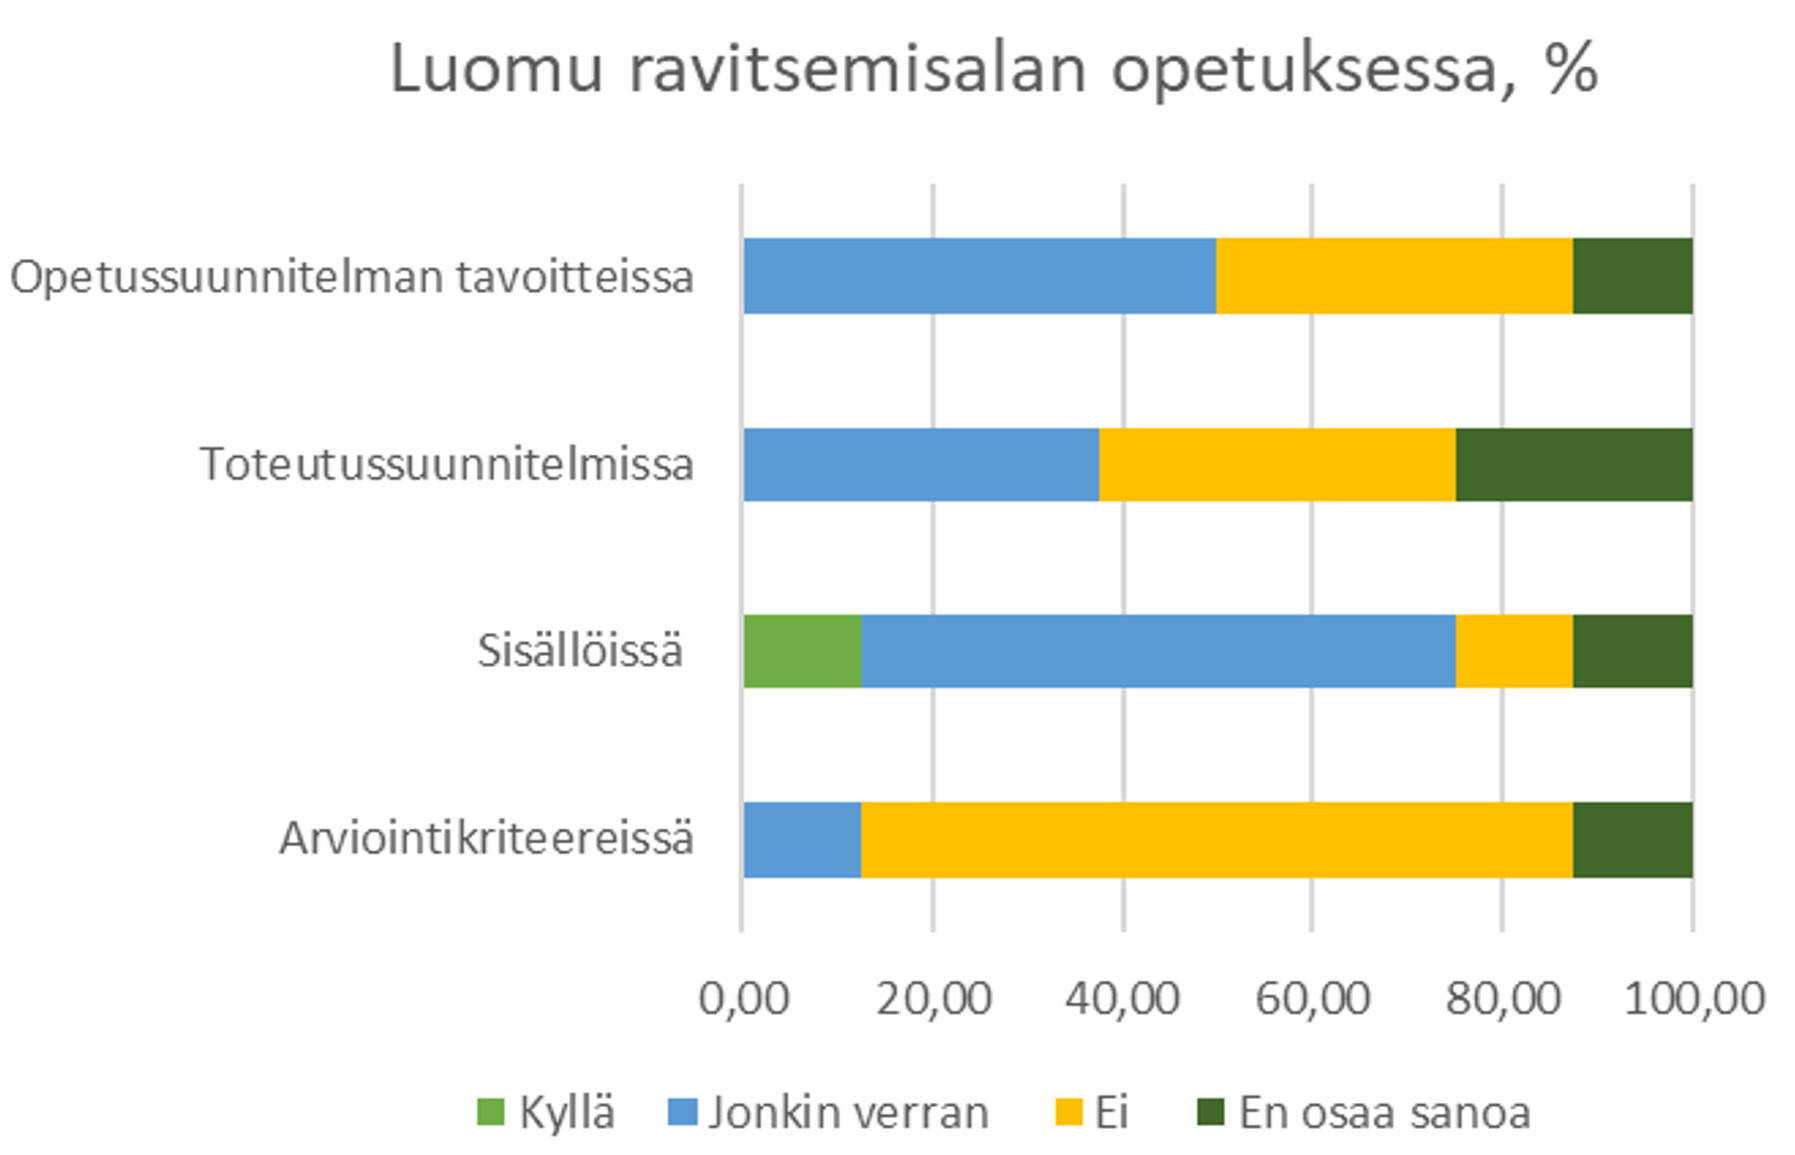 Luomu ravitsemisalan opetuksessa, %
Opetussuunnitelman tavoitteissa
Toteutussuunnitelmissa
Sisällöissä
Arviointikriteereissä
0,00 20,00 40,00 60,00 80,00 100,00
Kyllä Jonkin verran Ei En osaa sanoa